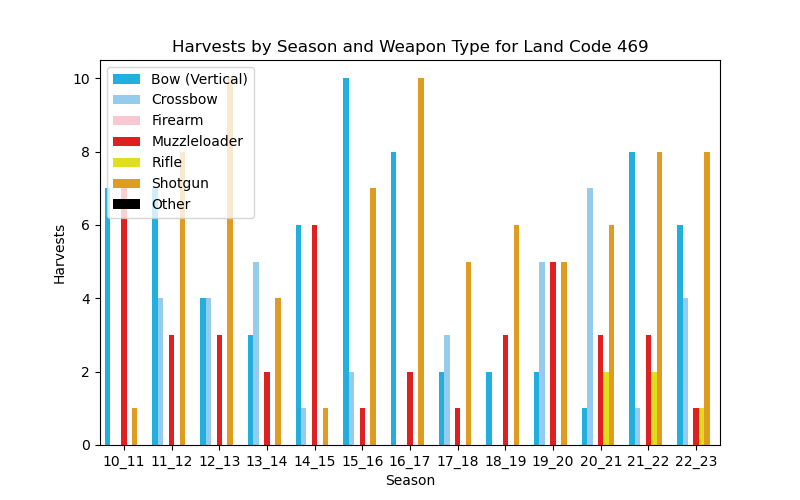 Harvests by Season and Weapon Type for Land Code 469
10
8
6
4
2
0
Harvests
Bow (Vertical)
Crossbow
Firearm
Muzzleloader
Rifle
Shotgun
Other
10_11 11_12 12_13 13_14 14_15 15_16 16_17 17_18 18_19 19_20 20_21 21_22 22_23
Season